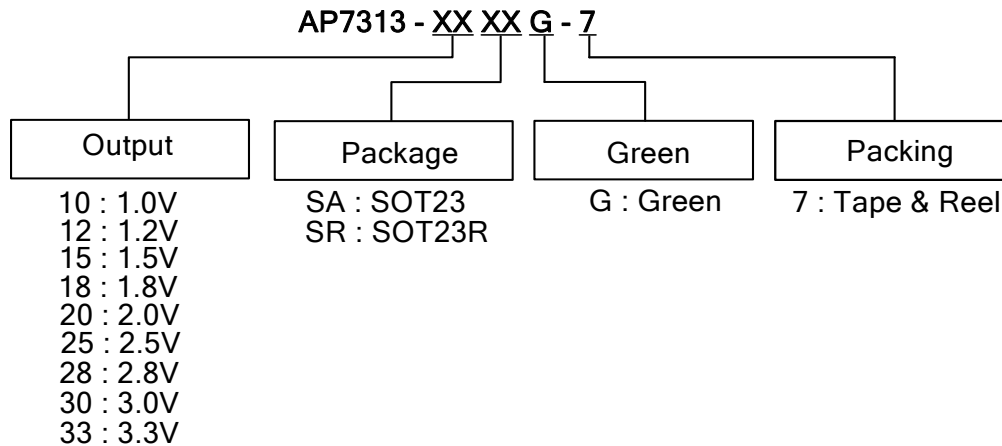 AP7313 - XX XX G - 7
Output
10 : 1.0V
12 : 1.2V
15 : 1.5V
18 : 1.8V
20 : 2.0V
25 : 2.5V
28 : 2.8V
30 : 3.0V
33 : 3.3V
Package
SA : SOT23
SR : SOT23R
Green
G : Green
Packing
7 : Tape & Reel